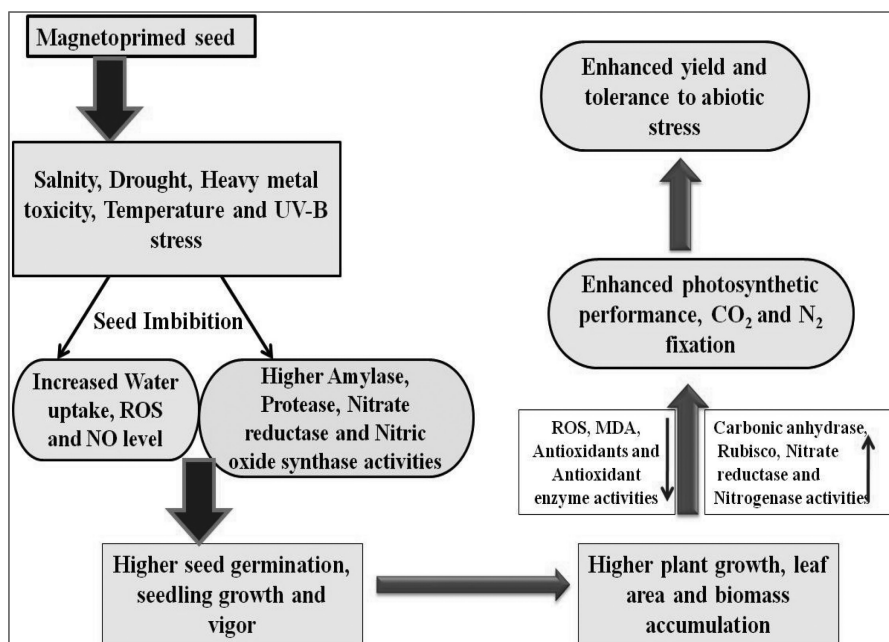 Magnetoprimed seed
Salnity, Drought, Heavy metal
toxicity, Temperature and UV-B
stress
Seed Imbibition
Increased Water
uptake, ROS
and NO level
Higher Amylase,
Protease, Nitrate
reductase and Nitric
oxide synthase activities
Higher seed germination,
seedling growth and
vigor
Higher plant growth, leaf
area and biomass
accumulation
ROS, MDA,
Antioxidants and
Antioxidant
enzyme activities
Carbonic anhydrase,
Rubisco, Nitrate
reductase and
Nitrogenase activities
Enhanced photosynthetic
performance, CO₂ and N₂
fixation
Enhanced yield and
tolerance to abiotic
stress